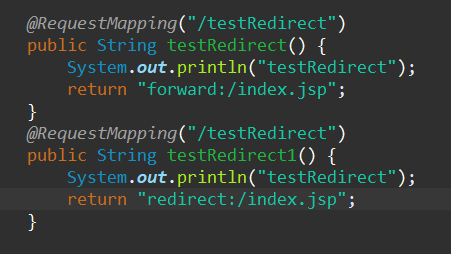 @RequestMapping("/testRedirect")
public String testRedirect() {
    System.out.println("testRedirect");
    return "forward:/index.jsp";
}
@RequestMapping("/testRedirect")
public String testRedirect1() {
    System.out.println("testRedirect");
    return "redirect:/index.jsp";
}